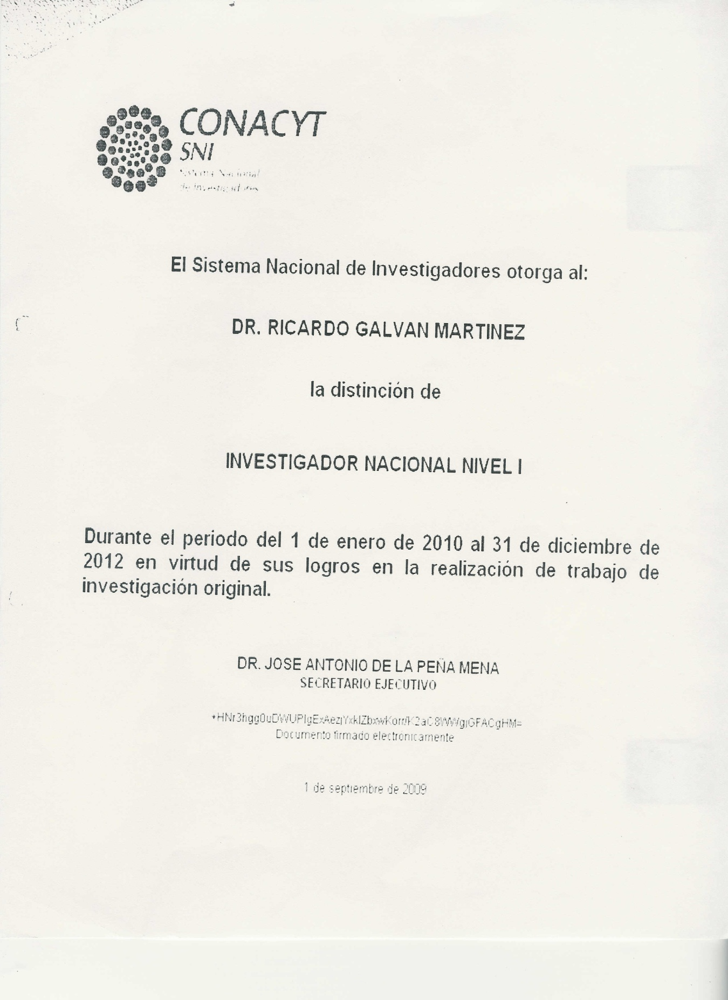 CONACYT
SNI
Sistema Nacional
de Investigadores
El Sistema Nacional de Investigadores otorga al:
DR. RICARDO GALVAN MARTINEZ
la distinción de
INVESTIGADOR NACIONAL NIVEL I
Durante el periodo del 1 de enero de 2010 al 31 de diciembre de
2012 en virtud de sus logros en la realización de trabajo de
investigación original.
DR. JOSE ANTONIO DE LA PEÑA MENA
SECRETARIO EJECUTIVO
Documento firmado electrónicamente
1 de septiembre de 2009